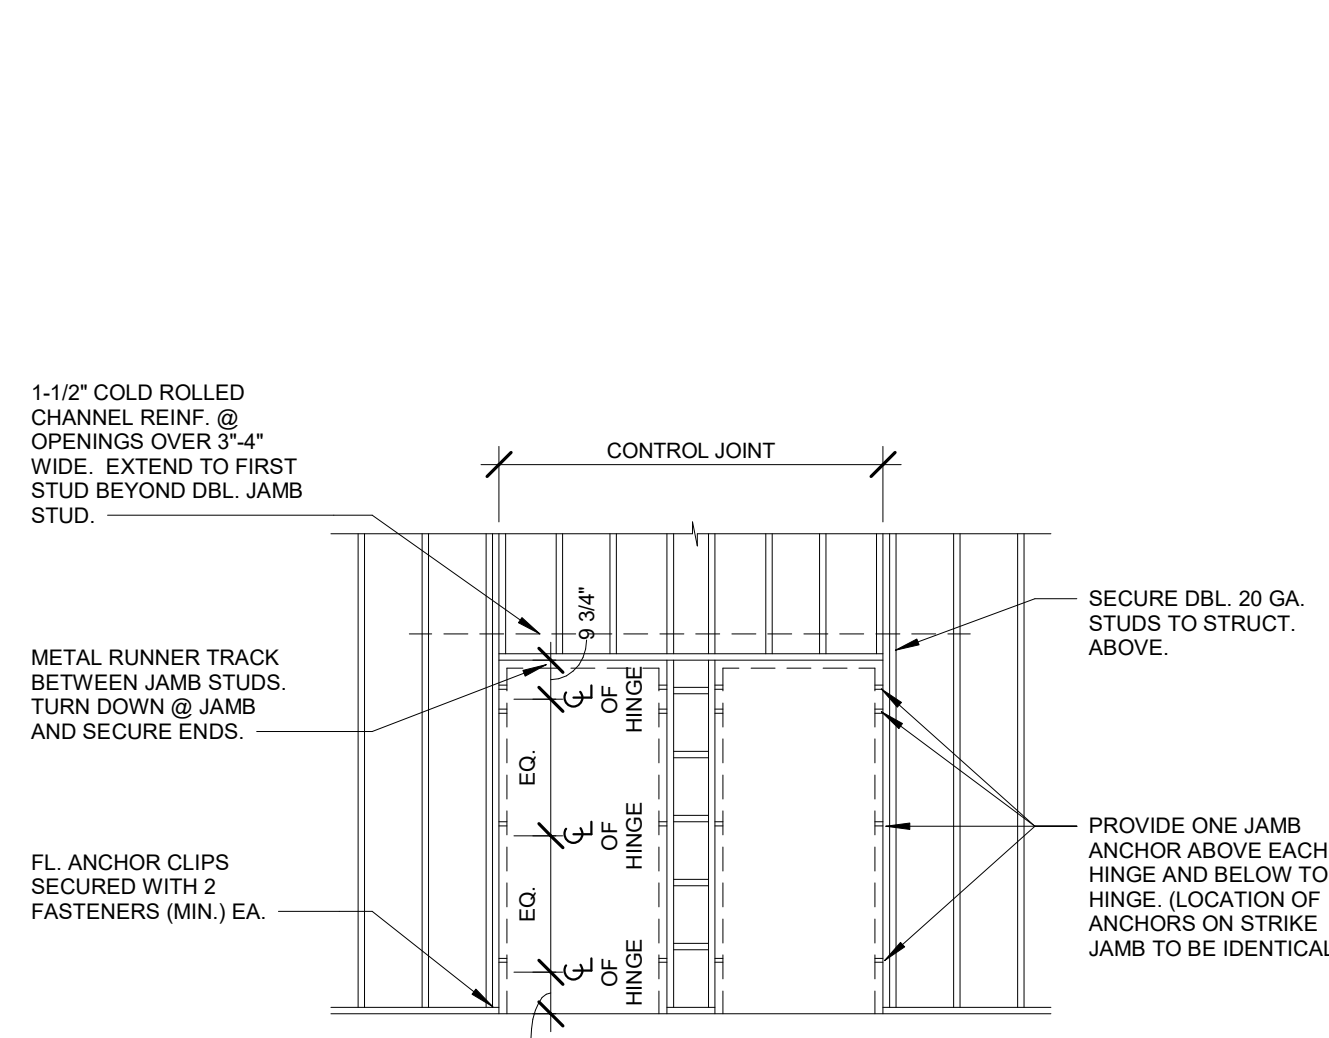 1-1/2" COLD ROLLED
CHANNEL REINF. @
OPENINGS OVER 3"-4"
WIDE.  EXTEND TO FIRST
STUD BEYOND DBL. JAMB
STUD.
CONTROL JOINT
9 3/4"
METAL RUNNER TRACK
BETWEEN JAMB STUDS.
TURN DOWN @ JAMB
AND SECURE ENDS.
SECURE DBL. 20 GA.
STUDS TO STRUCT.
ABOVE.
CL
OF
HINGE
EQ.
CL
OF
HINGE
EQ.
CL
OF
HINGE
FL. ANCHOR CLIPS
SECURED WITH 2
FASTENERS (MIN.) EA.
PROVIDE ONE JAMB
ANCHOR ABOVE EACH
HINGE AND BELOW TO
HINGE. (LOCATION OF
ANCHORS ON STRIKE
JAMB TO BE IDENTICAL